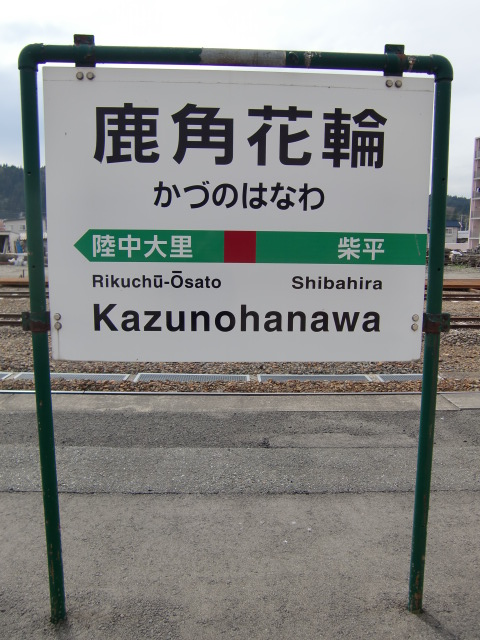 鹿角花輪
かづのはなわ
陸中大里 柴平
Rikuchū-Ōsato Shibahira
Kazunohanawa